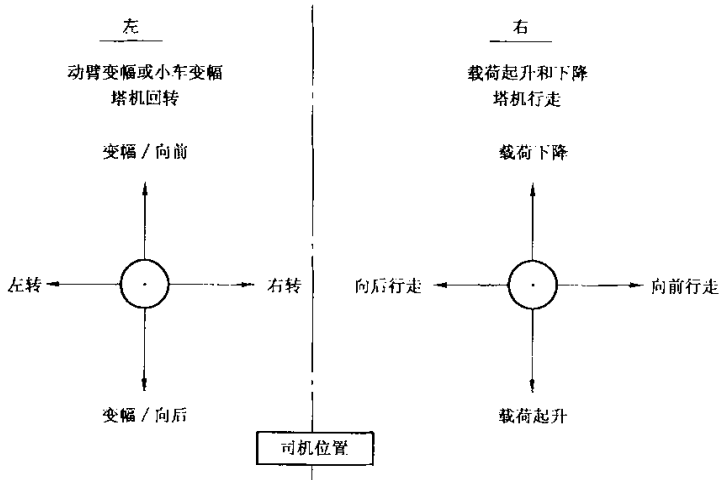 左
动臂变幅或小车变幅
塔机回转
变幅/向前
左转
右转
变幅/向后
右
载荷起升和下降
塔机行走
载荷下降
向后行走
向前行走
载荷起升
司机位置